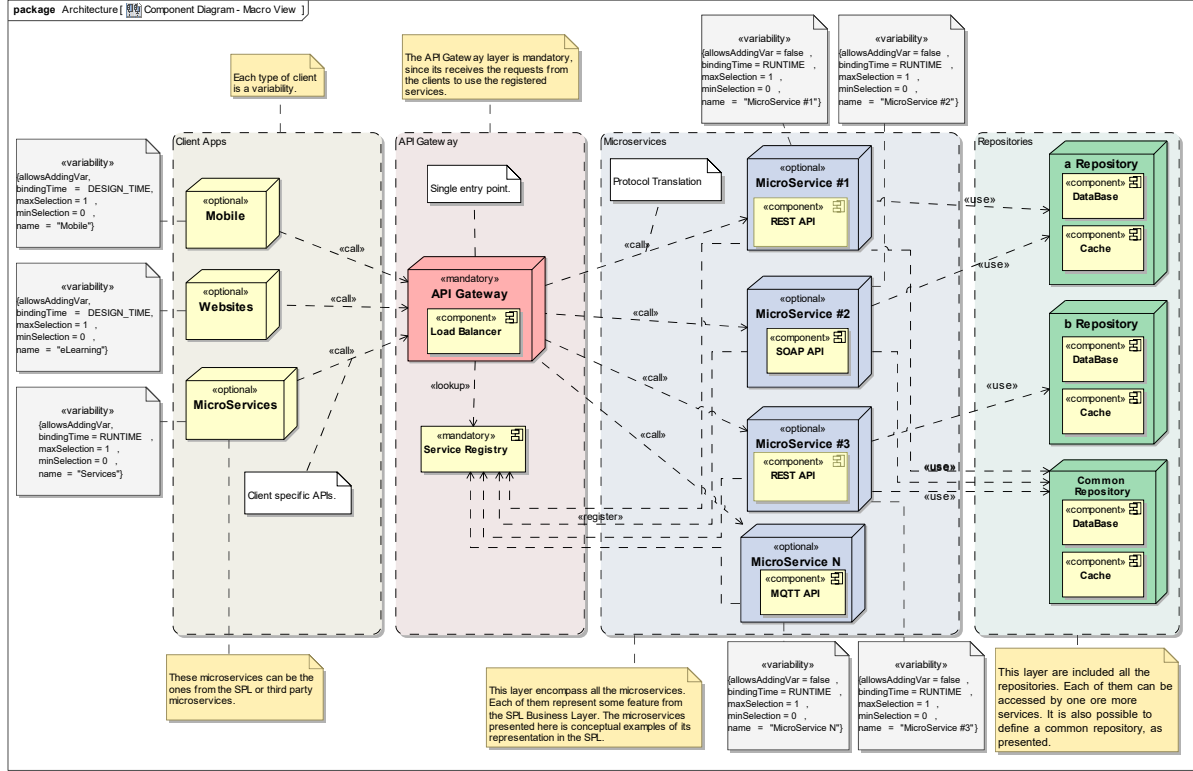 package Architecture [ Component Diagram - Macro View ]
Each type of client
is a variability.
The API Gateway layer is mandatory,
since its receives the requests from
the clients to use the registered
services.
«variability»
{allowsAddingVar = false ,
bindingTime = RUNTIME ,
maxSelection = 1 ,
minSelection = 0 ,
name = "MicroService #1"}
«variability»
{allowsAddingVar = false ,
bindingTime = RUNTIME ,
maxSelection = 1 ,
minSelection = 0 ,
name = "MicroService #2"}
«variability»
{allowsAddingVar,
bindingTime = DESIGN_TIME,
maxSelection = 1 ,
minSelection = 0 ,
name = "Mobile"}
«variability»
{allowsAddingVar,
bindingTime = DESIGN_TIME,
maxSelection = 1 ,
minSelection = 0 ,
name = "eLearning"}
«variability»
{allowsAddingVar,
bindingTime = RUNTIME ,
maxSelection = 1 ,
minSelection = 0 ,
name = "Services"}
Client Apps
«optional»
Mobile
«optional»
Websites
«optional»
MicroServices
Client specific APIs.
«call»
«call»
«call»
API Gateway
Single entry point.
«mandatory»
API Gateway
«component»
Load Balancer
«lookup»
«mandatory»
Service Registry
«register»
Microservices
Protocol Translation
«call»
«call»
«call»
«call»
«optional»
MicroService #1
«component»
REST API
«optional»
MicroService #2
«component»
SOAP API
«optional»
MicroService #3
«component»
REST API
«optional»
MicroService N
«component»
MQTT API
«use»
«use»
«use»
«use»
«use»
Repositories
a Repository
«component»
DataBase
«component»
Cache
b Repository
«component»
DataBase
«component»
Cache
Common
Repository
«component»
DataBase
«component»
Cache
These microservices can be the
ones from the SPL or third party
microservices.
This layer encompass all the microservices.
Each of them represent some feature from
the SPL Business Layer. The microservices
presented here is conceptual examples of its
representation in the SPL.
«variability»
{allowsAddingVar = false ,
bindingTime = RUNTIME ,
maxSelection = 1 ,
minSelection = 0 ,
name = "MicroService N"}
«variability»
{allowsAddingVar = false ,
bindingTime = RUNTIME ,
maxSelection = 1 ,
minSelection = 0 ,
name = "MicroService #3"}
This layer are included all the
repositories. Each of them can be
accessed by one ore more
services. It is also possible to
define a common repository, as
presented.